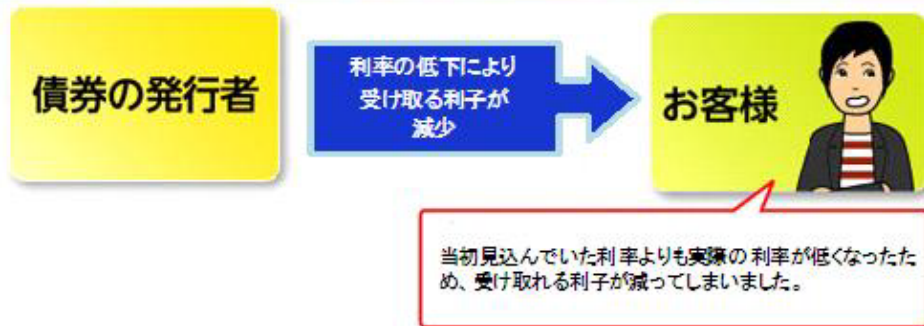 債券の発行者
利率の低下により
受け取る利子が
減少
お客様
当初見込んでいた利率よりも実際の利率が低くなったた
め、受け取れる利子が減ってしまいました。